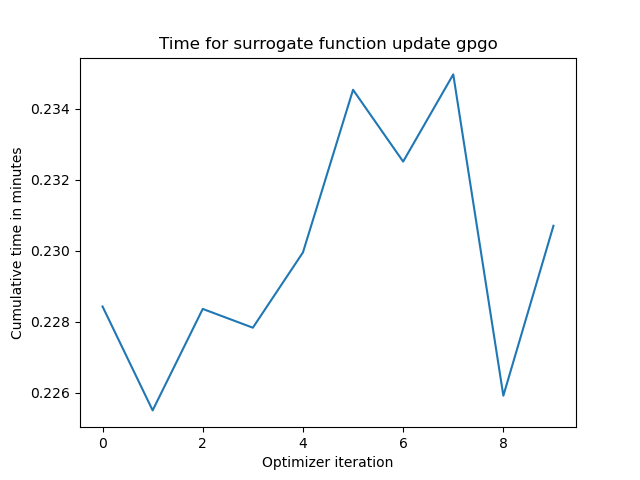 Time for surrogate function update gpgo
Cumulative time in minutes
0.234
0.232
0.230
0.228
0.226
0 2 4 6 8
Optimizer iteration